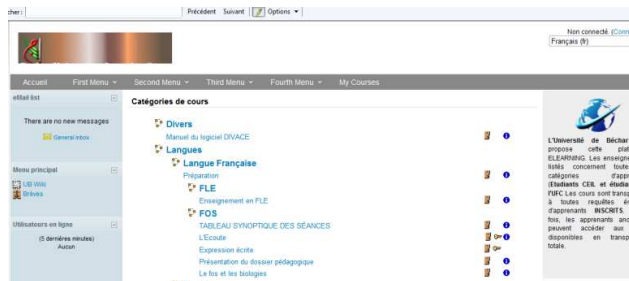 cher:
Précédent Suivant Options
Non connecté. (Conn
Français (fr)
Accueil First Menu Second Menu Third Menu Fourth Menu My Courses
eMail list
There are no new messages
General inbox
Menu principal
UB Wiki
Brèves
Utilisateurs en ligne
(5 dernières minutes)
Aucun
Catégories de cours
Divers
Manuel du logiciel DIVACE
Langues
Langue Française
Préparation
FLE
Enseignement en FLE
FOS
TABLEAU SYNOPTIQUE DES SÉANCES
L'Ecoute
Expression écrite
Présentation du dossier pédagogique
Le fos et les biologies
L'Université de Béchar
propose cette plat
ELEARNING. Les enseigne
listés concernent toute
catégories d'appr
(Etudiants CEIL et étudia
l'UFC Les cours sont transp
à toutes requêtes ém
d'apprenants INSCRITS.
fois, les apprenants ano
peuvent accéder aux
disponibles en transp
totale.